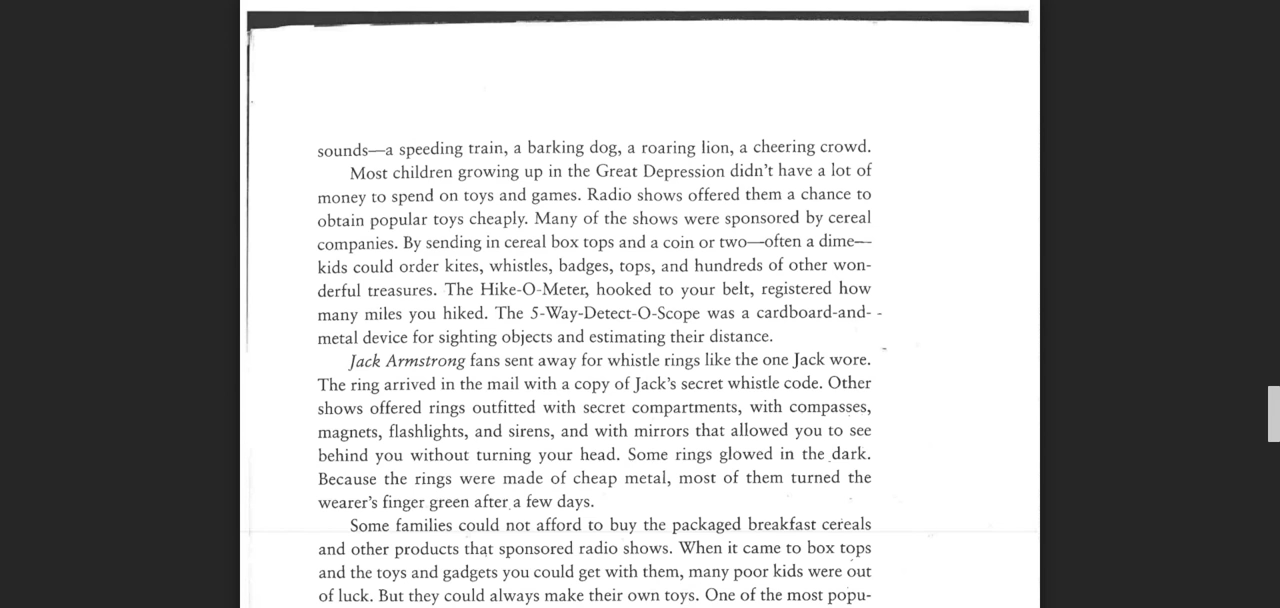 sounds—a speeding train, a barking dog, a roaring lion, a cheering crowd.
Most children growing up in the Great Depression didn't have a lot of
money to spend on toys and games. Radio shows offered them a chance to
obtain popular toys cheaply. Many of the shows were sponsored by cereal
companies. By sending in cereal box tops and a coin or two—often a dime—
kids could order kites, whistles, badges, tops, and hundreds of other won-
derful treasures. The Hike-O-Meter, hooked to your belt, registered how
many miles you hiked. The 5-Way-Detect-O-Scope was a cardboard-and-
metal device for sighting objects and estimating their distance.
Jack Armstrong fans sent away for whistle rings like the one Jack wore.
The ring arrived in the mail with a copy of Jack's secret whistle code. Other
shows offered rings outfitted with secret compartments, with compasses,
magnets, flashlights, and sirens, and with mirrors that allowed you to see
behind you without turning your head. Some rings glowed in the dark.
Because the rings were made of cheap metal, most of them turned the
wearer's finger green after a few days.
Some families could not afford to buy the packaged breakfast cereals
and other products that sponsored radio shows. When it came to box tops
and the toys and gadgets you could get with them, many poor kids were out
of luck. But they could always make their own toys. One of the most popu-